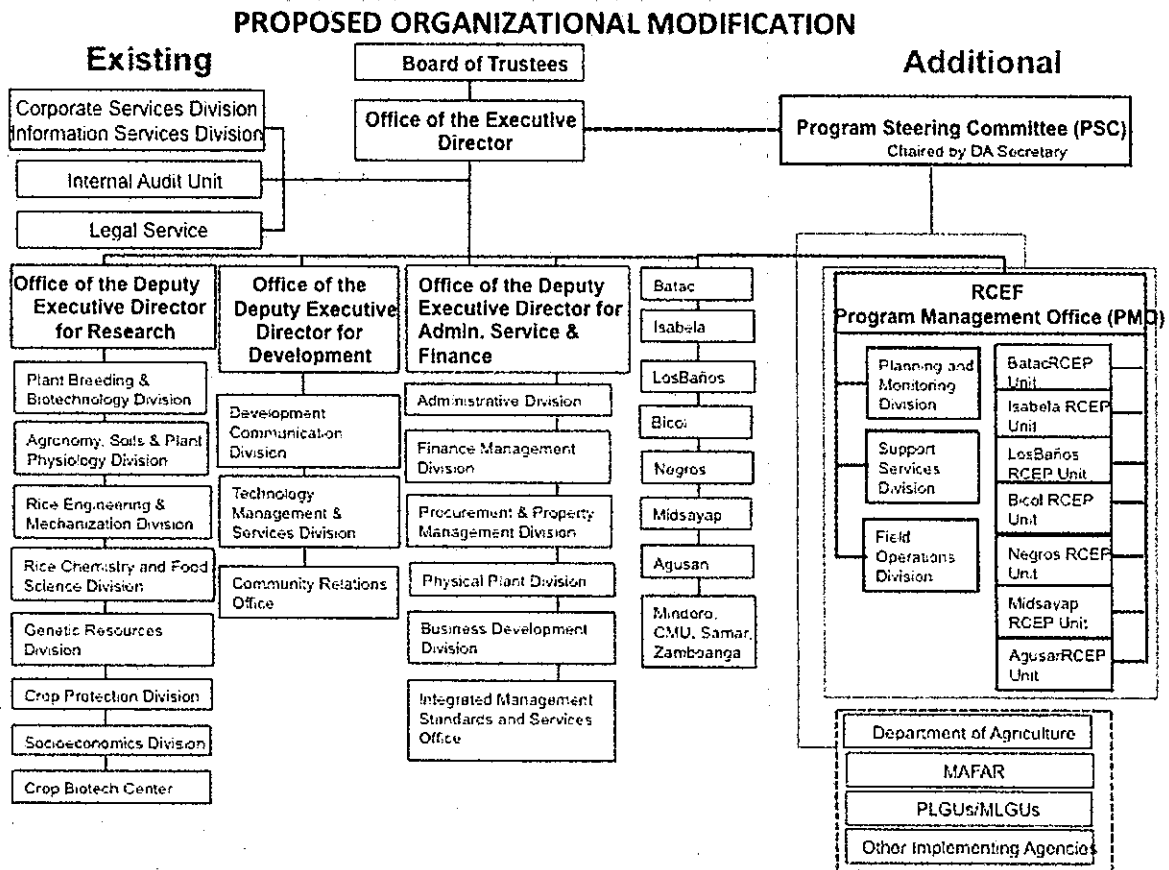 PROPOSED ORGANIZATIONAL MODIFICATION
Existing
Additional
Board of Trustees
Office of the Executive
Director
Program Steering Committee (PSC)
Chaired by DA Secretary
Corporate Services Division
Information Services Division
Internal Audit Unit
Legal Service
Office of the Deputy
Executive Director
for Research
Plant Breeding &
Biotechnology Division
Agronomy, Soils & Plant
Physiology Division
Rice Engineering &
Mechanization Division
Rice Chemistry and Food
Science Division
Genetic Resources
Division
Crop Protection Division
Socioeconomics Division
Crop Biotech Center
Office of the
Deputy Executive
Director for
Development
Development
Communication
Division
Technology
Management &
Services Division
Community Relations
Office
Office of the Deputy
Executive Director for
Admin. Service &
Finance
Administrative Division
Finance Management
Division
Procurement & Property
Management Division
Physical Plant Division
Business Development
Division
Integrated Management
Standards and Services
Office
Batac
Isabela
LosBaños
Bicol
Negros
Midsayap
Agusan
Mindoro,
CMU, Samar,
Zamboanga
RCEF
Program Management Office (PMO)
Planning and
Monitoring
Division
Support
Services
Division
Field
Operations
Division
BatacRCEP
Unit
Isabela RCEP
Unit
LosBaños
RCEP Unit
Bicol RCEP
Unit
Negros RCEP
Unit
Midsayap
RCEP Unit
AgusanRCEP
Unit
Department of Agriculture
MAFAR
PLGUs/MLGUs
Other Implementing Agencies